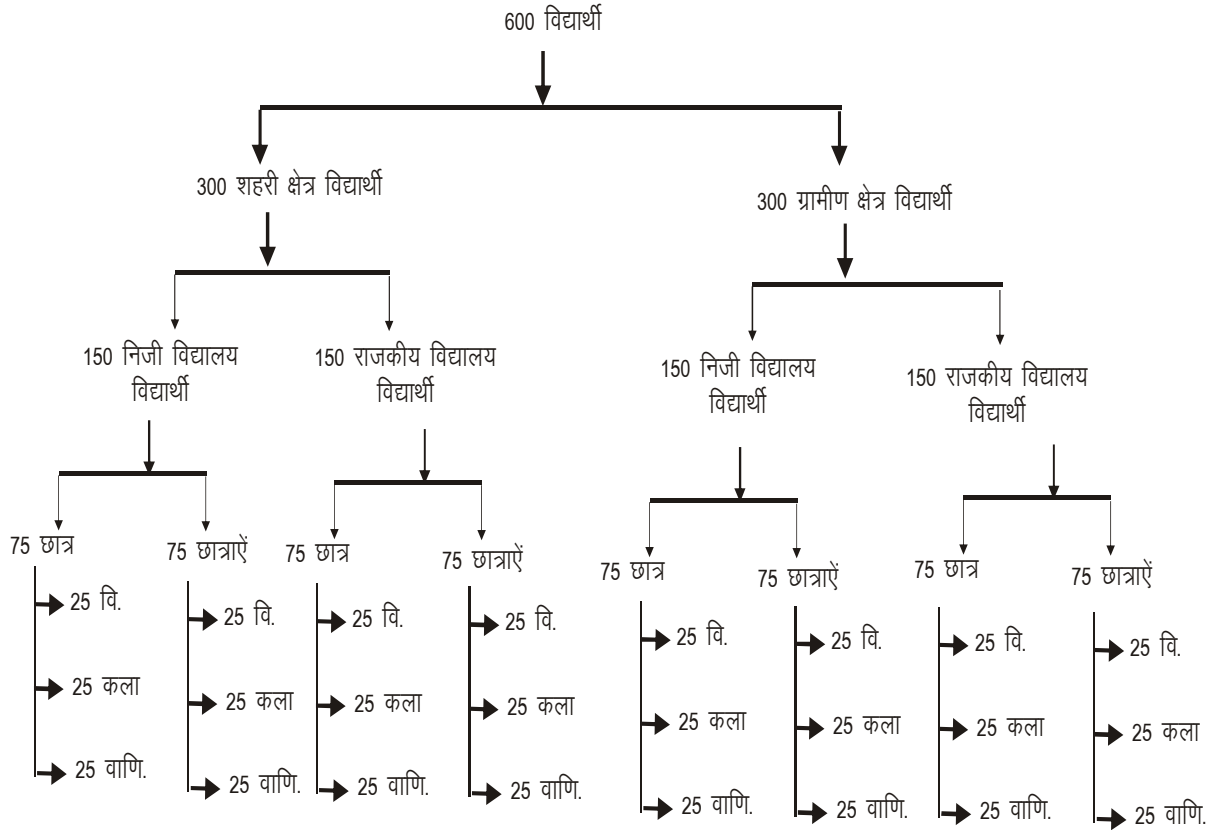 600 विद्यार्थी
300 शहरी क्षेत्र विद्यार्थी
300 ग्रामीण क्षेत्र विद्यार्थी
150 निजी विद्यालय
विद्यार्थी
150 राजकीय विद्यालय
विद्यार्थी
150 निजी विद्यालय
विद्यार्थी
150 राजकीय विद्यालय
विद्यार्थी
75 छात्र
25 वि.
25 कला
25 वाणि.
75 छात्राऐं
25 वि.
25 कला
25 वाणि.
75 छात्र
25 वि.
25 कला
25 वाणि.
75 छात्राऐं
25 वि.
25 कला
25 वाणि.
75 छात्र
25 वि.
25 कला
25 वाणि.
75 छात्राऐं
25 वि.
25 कला
25 वाणि.
75 छात्र
25 वि.
25 कला
25 वाणि.
75 छात्राऐं
25 वि.
25 कला
25 वाणि.